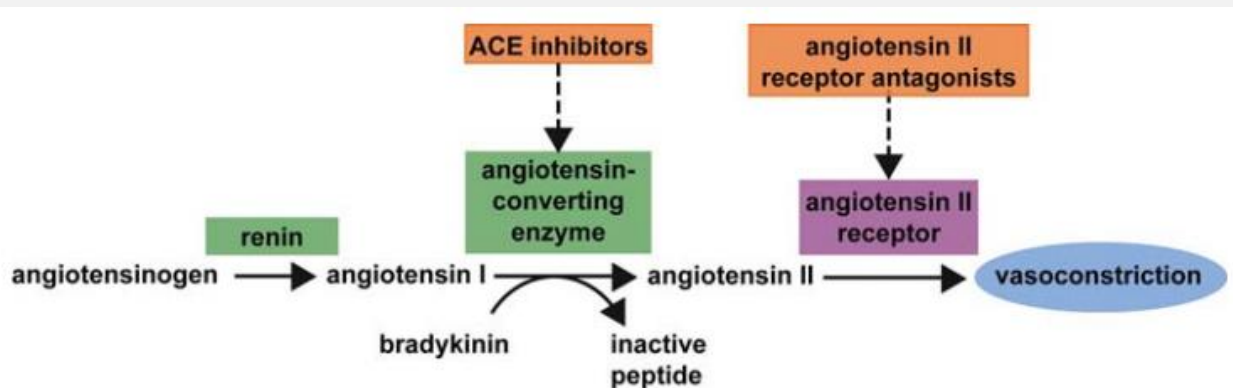 ACE inhibitors
angiotensin II
receptor antagonists
angiotensin-
converting
enzyme
angiotensin II
receptor
renin
angiotensinogen
angiotensin I
angiotensin II
vasoconstriction
bradykinin
inactive
peptide